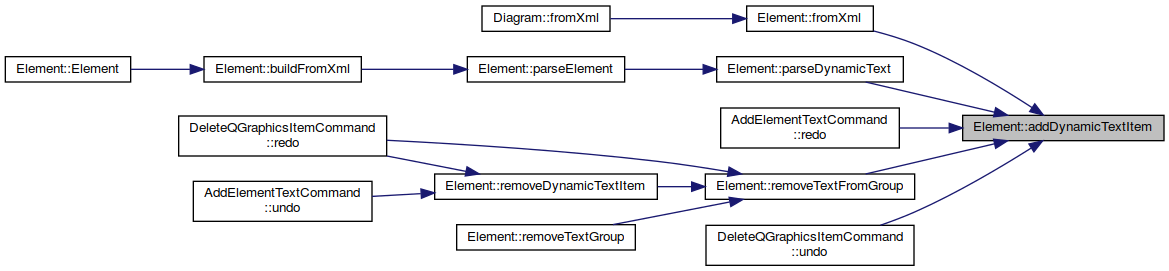 Diagram::fromXml
Element::fromXml
Element::Element
Element::buildFromXml
Element::parseElement
Element::parseDynamicText
AddElementTextCommand
::redo
Element::addDynamicTextItem
DeleteQGraphicsItemCommand
::redo
AddElementTextCommand
::undo
Element::removeDynamicTextItem
Element::removeTextFromGroup
Element::removeTextGroup
DeleteQGraphicsItemCommand
::undo